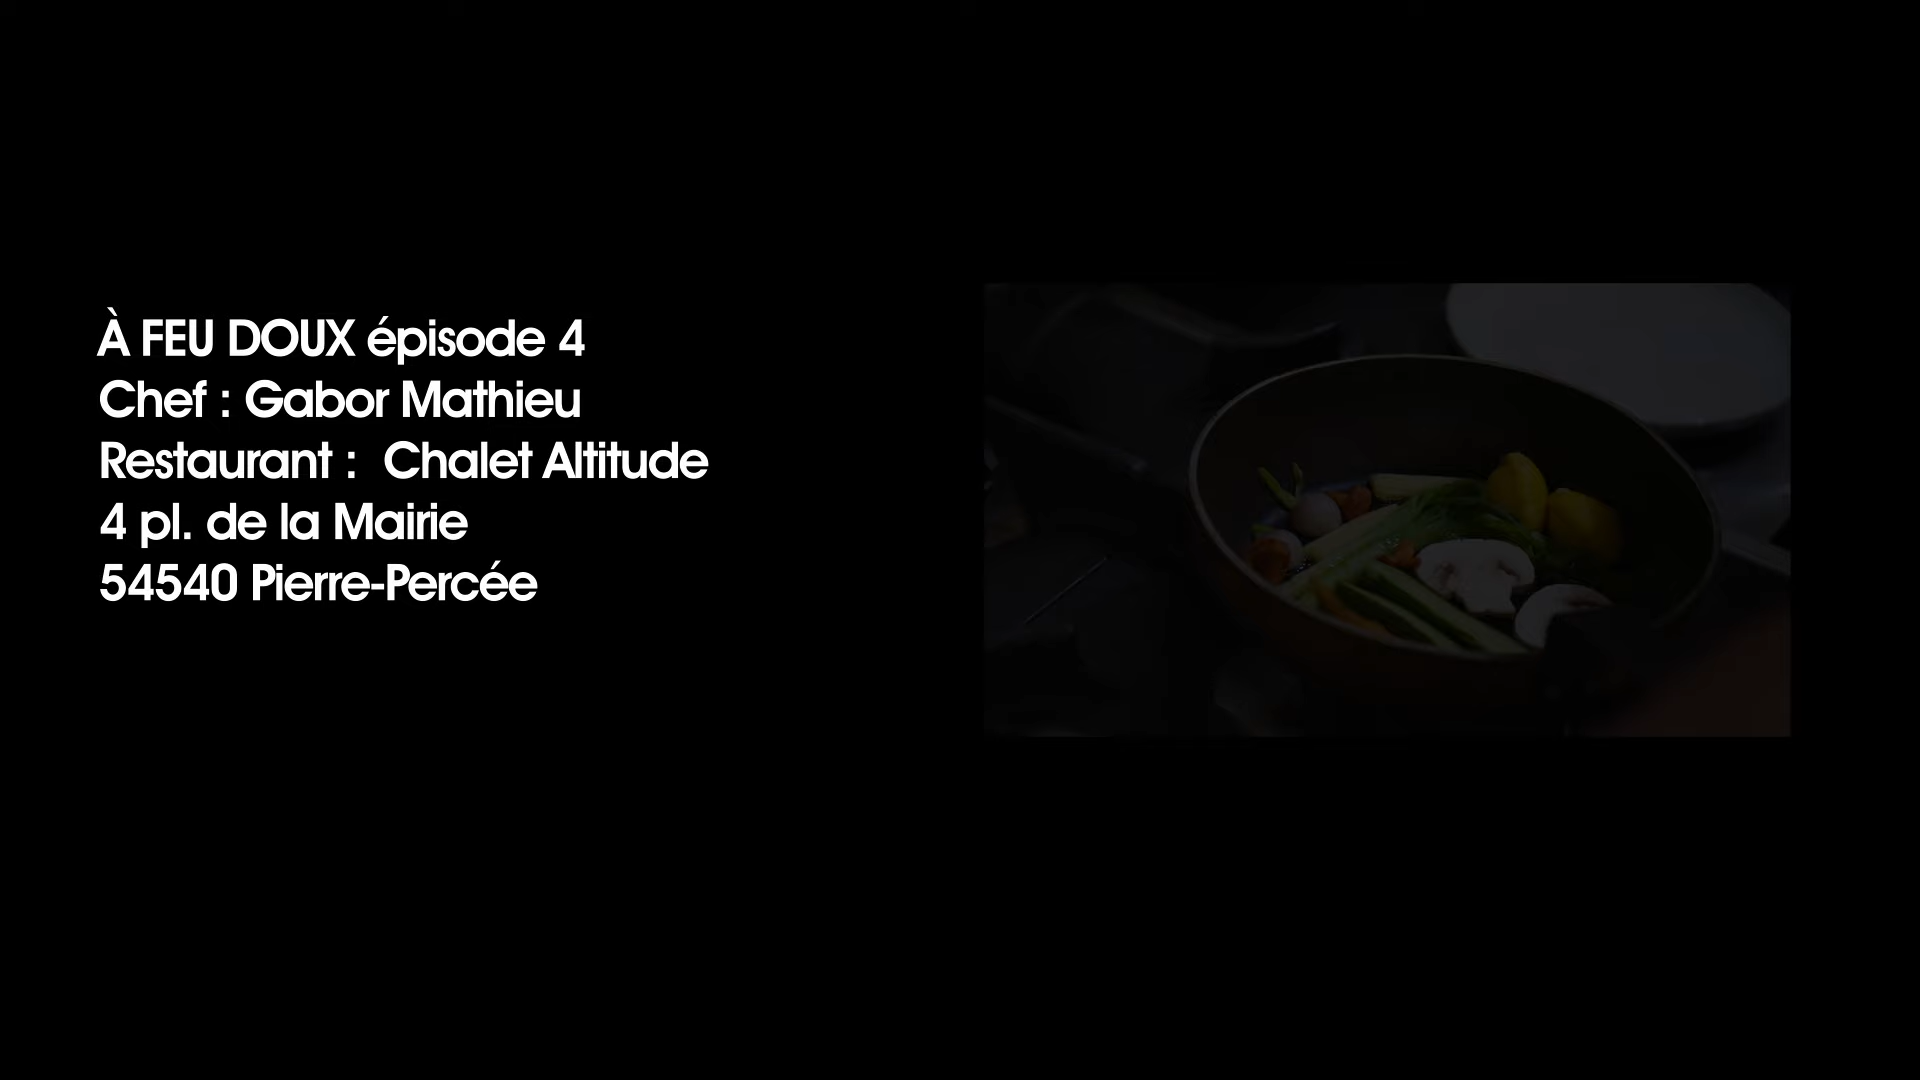 À FEU DOUX épisode 4
Chef : Gabor Mathieu
Restaurant :  Chalet Altitude
4 pl. de la Mairie
54540 Pierre-Percée